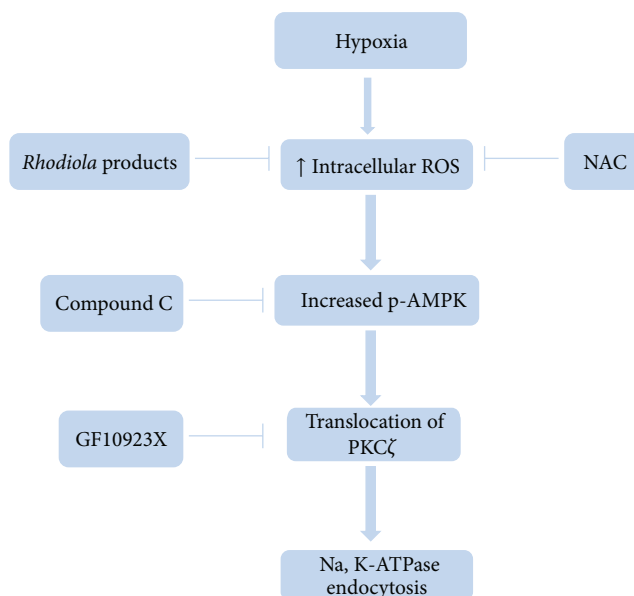 Hypoxia
Rhodiola products
↑ Intracellular ROS
NAC
Compound C
Increased p-AMPK
GF10923X
Translocation of
PKCζ
Na, K-ATPase
endocytosis